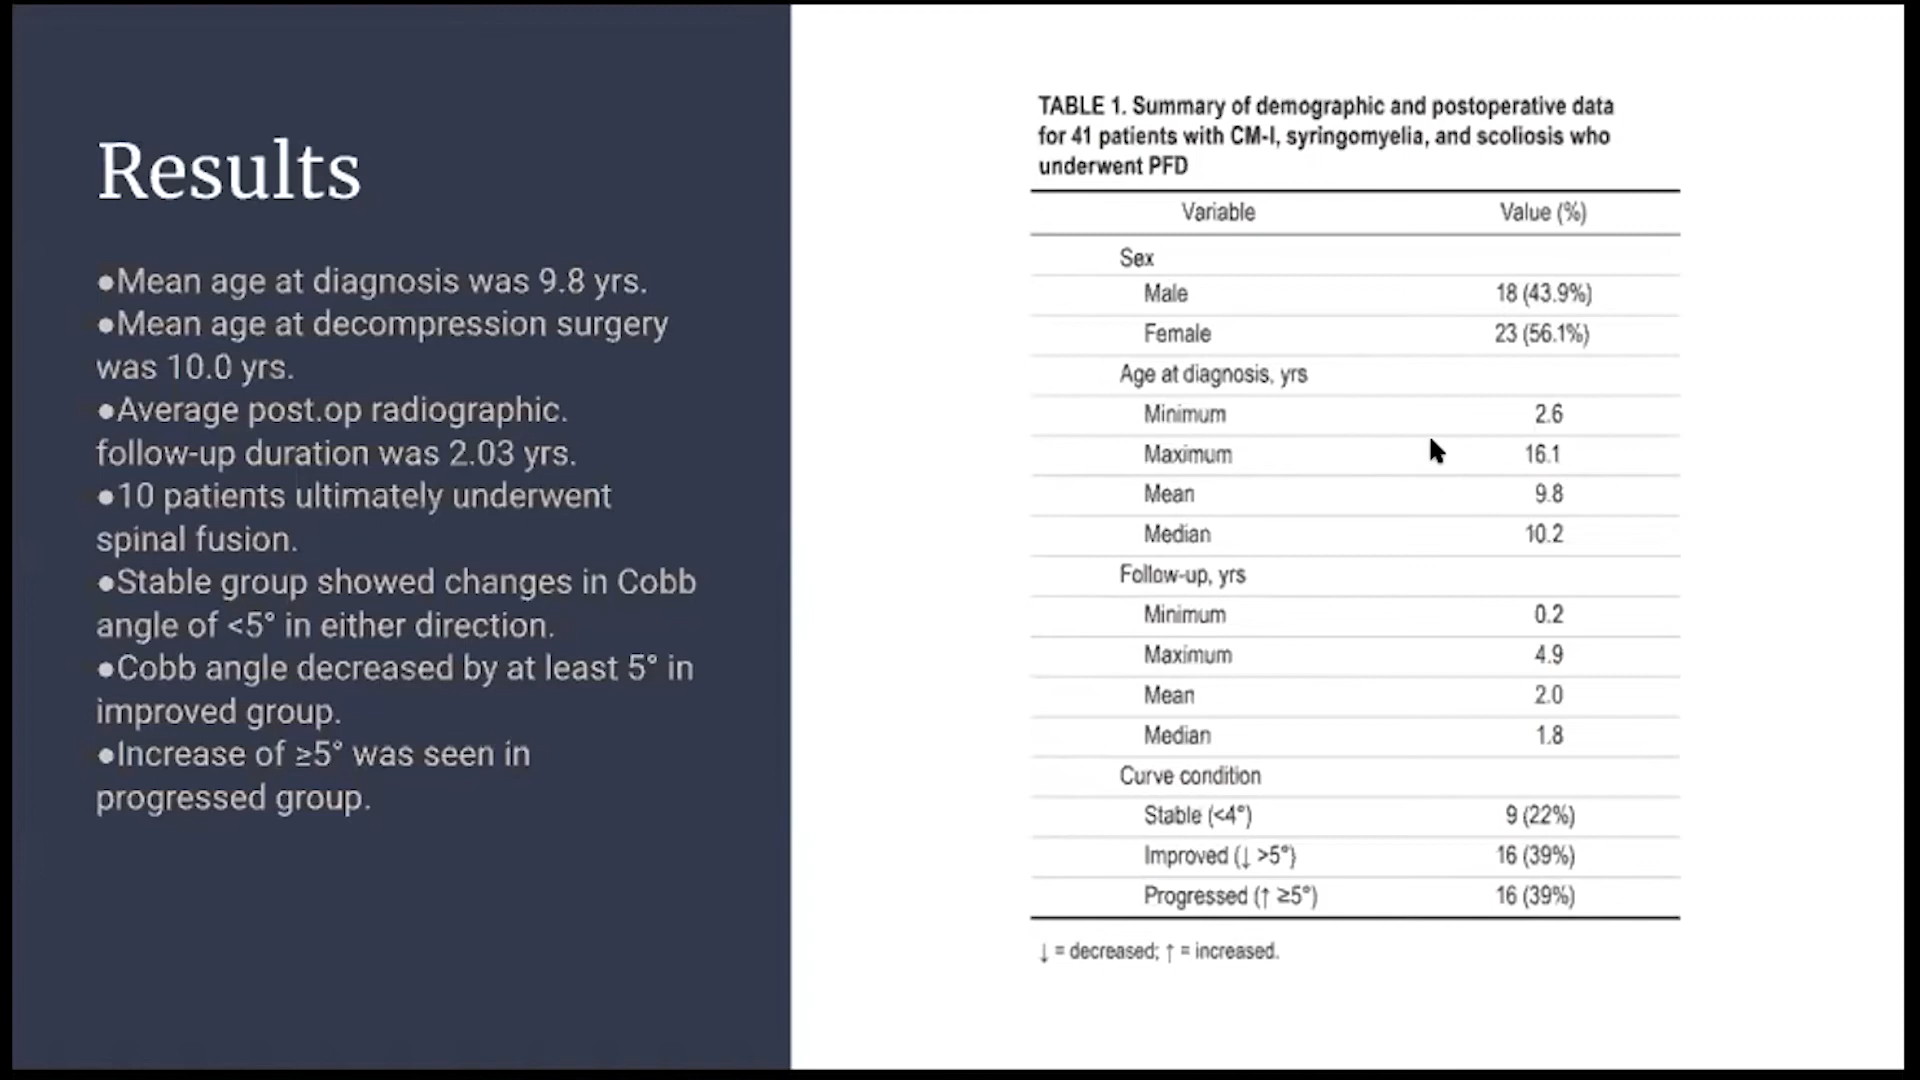 Results
●Mean age at diagnosis was 9.8 yrs.
●Mean age at decompression surgery
was 10.0 yrs.
●Average post.op radiographic.
follow-up duration was 2.03 yrs.
●10 patients ultimately underwent
spinal fusion.
●Stable group showed changes in Cobb
angle of <5° in either direction.
●Cobb angle decreased by at least 5° in
improved group.
●Increase of ≥5° was seen in
progressed group.
TABLE 1. Summary of demographic and postoperative data
for 41 patients with CM-I, syringomyelia, and scoliosis who
underwent PFD
Variable Value (%)
Sex
Male 18 (43.9%)
Female 23 (56.1%)
Age at diagnosis, yrs
Minimum 2.6
Maximum 16.1
Mean 9.8
Median 10.2
Follow-up, yrs
Minimum 0.2
Maximum 4.9
Mean 2.0
Median 1.8
Curve condition
Stable (<4°) 9 (22%)
Improved (↓ >5°) 16 (39%)
Progressed (↑ ≥5°) 16 (39%)
↓ = decreased; ↑ = increased.